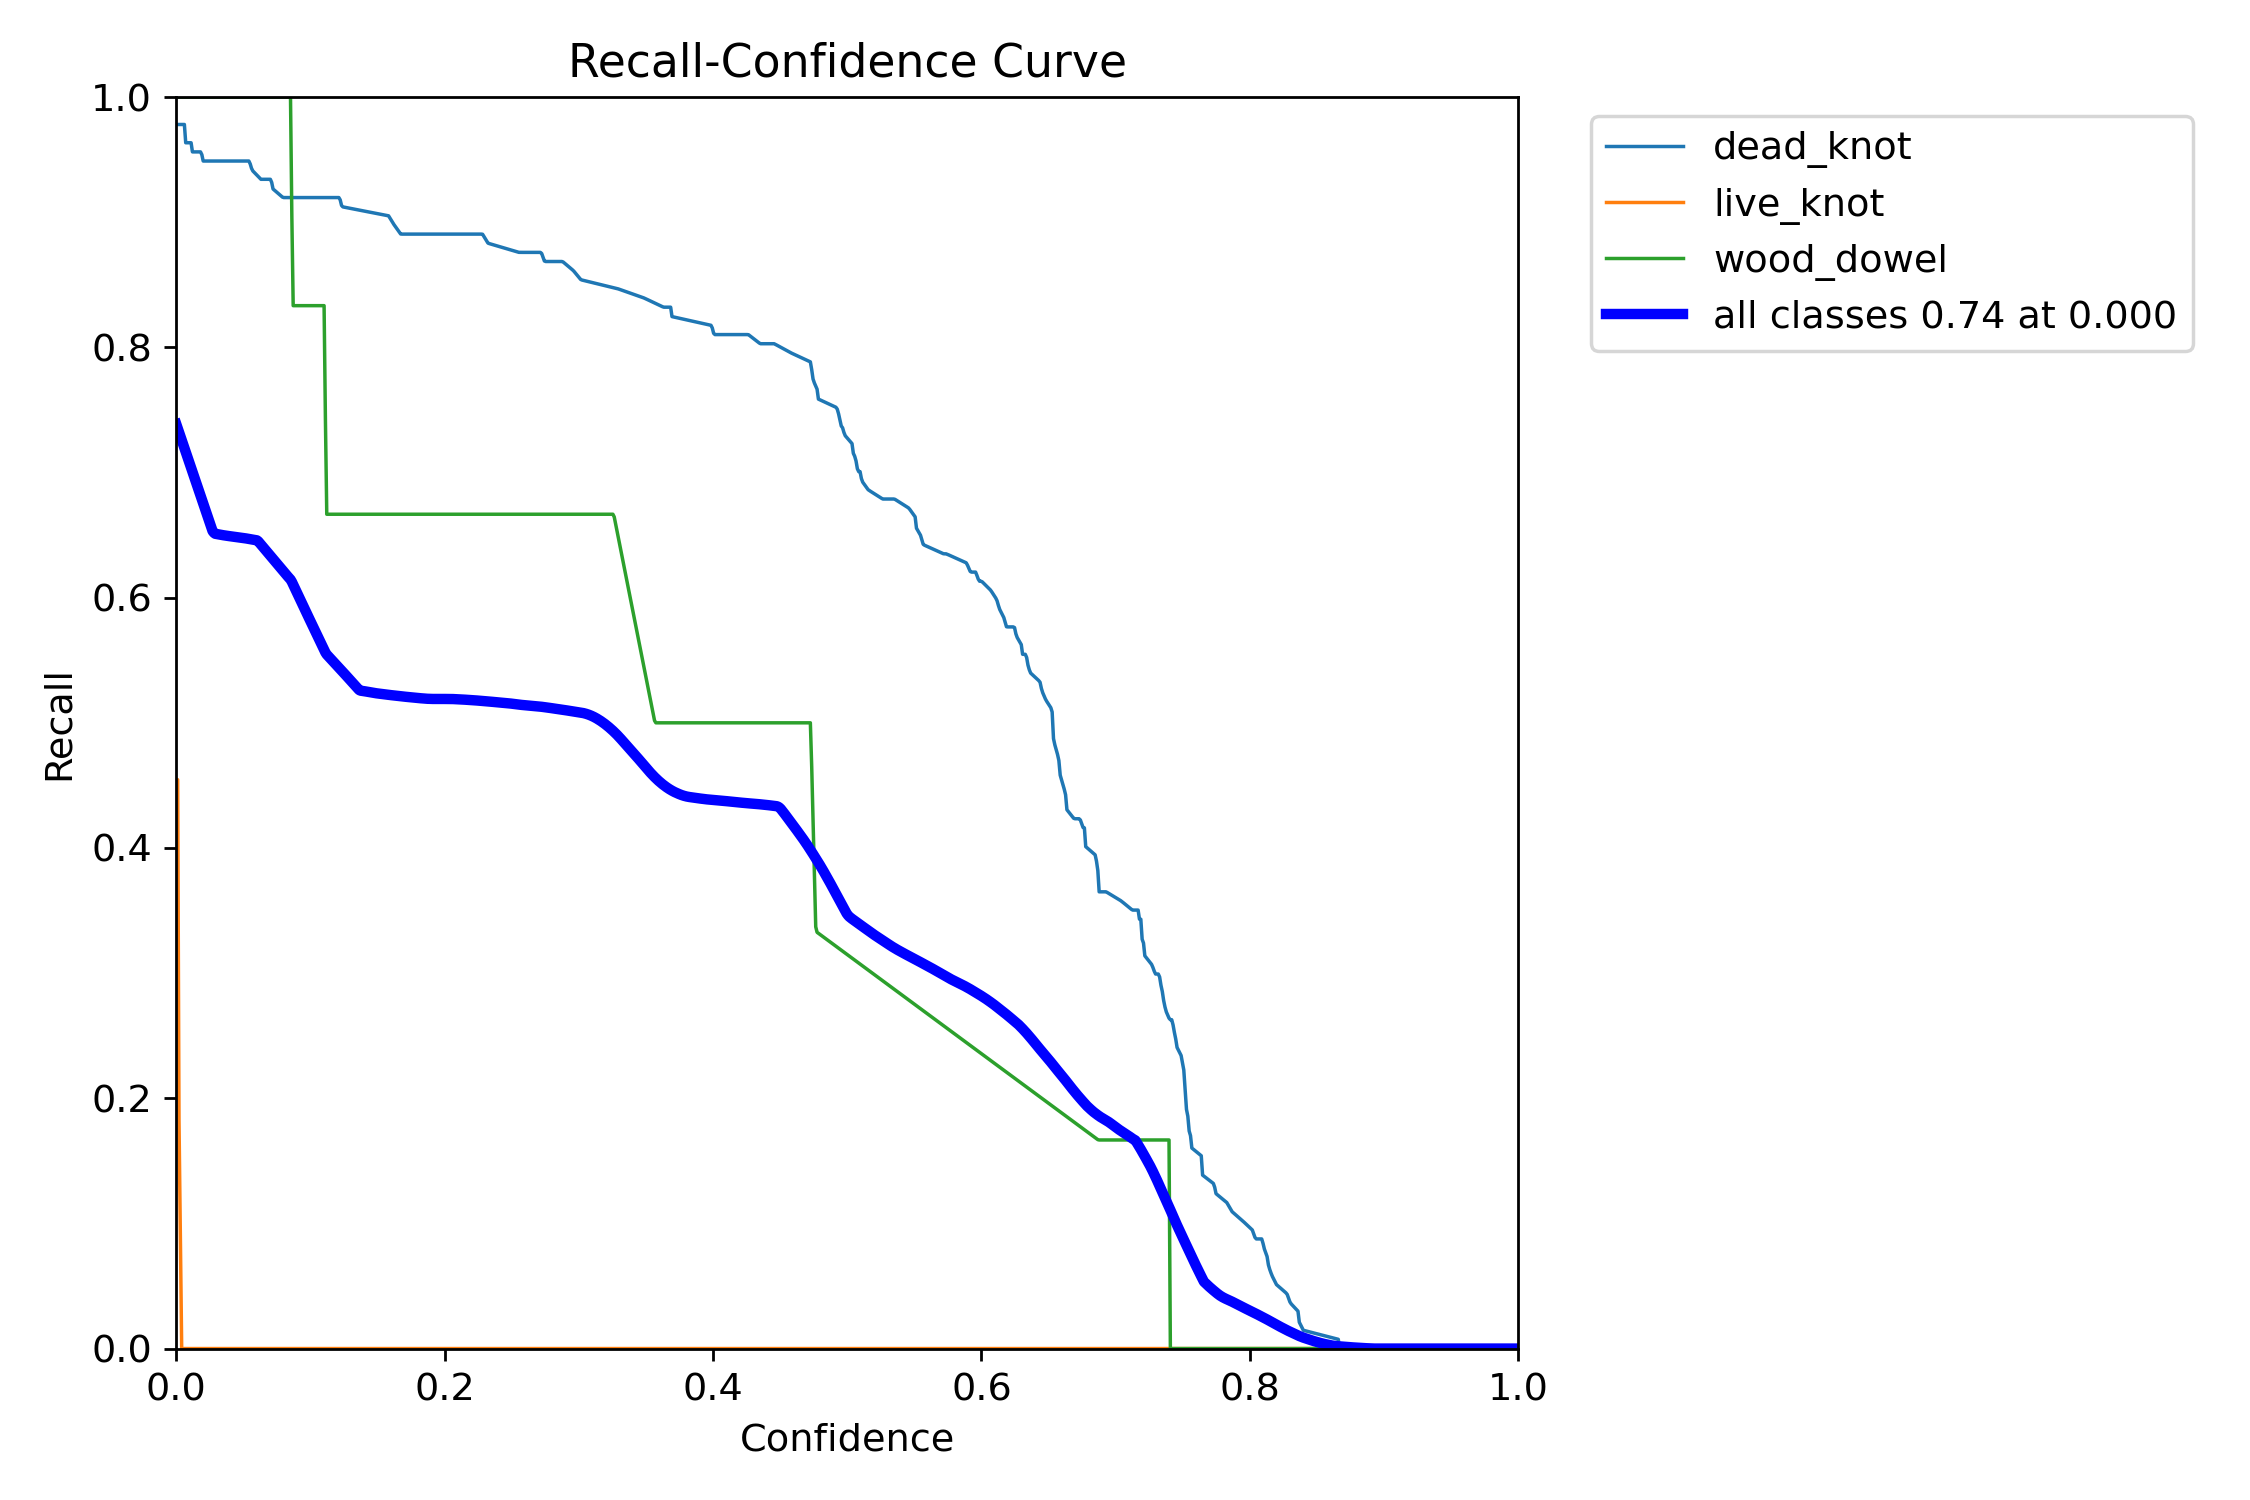 Recall-Confidence Curve
1.0
0.8
0.6
0.4
0.2
0.0
Recall
0.0 0.2 0.4 0.6 0.8 1.0
Confidence
dead_knot
live_knot
wood_dowel
all classes 0.74 at 0.000